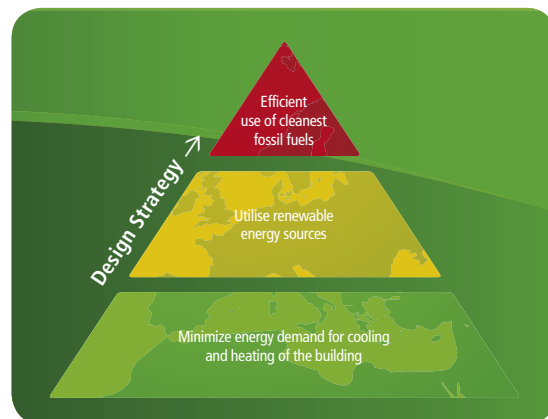 Efficient
use of cleanest
fossil fuels
Design Strategy
Utilise renewable
energy sources
Minimize energy demand for cooling
and heating of the building